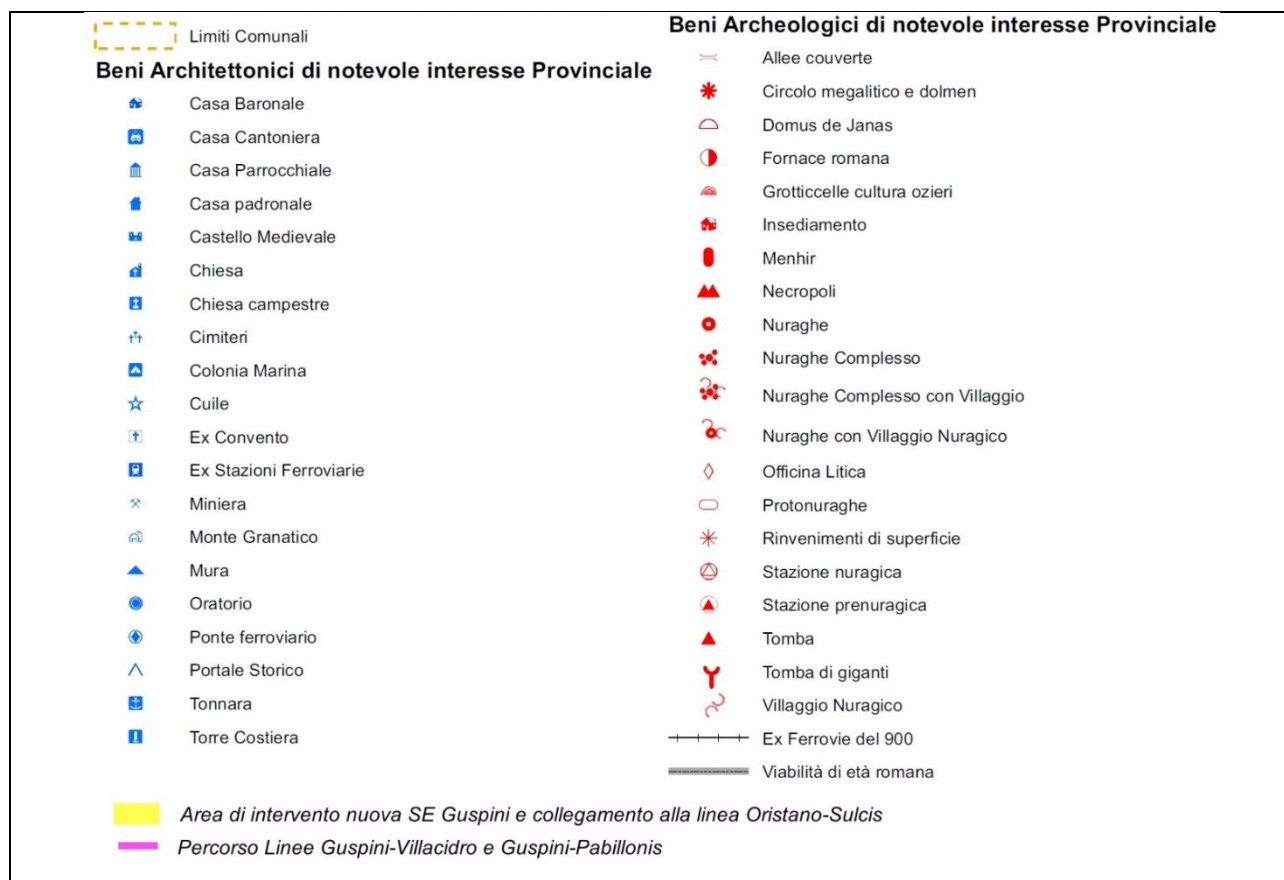 Limiti Comunali
Beni Architettonici di notevole interesse Provinciale
Casa Baronale
Casa Cantoniera
Casa Parrocchiale
Casa padronale
Castello Medievale
Chiesa
Chiesa campestre
Cimiteri
Colonia Marina
Cuile
Ex Convento
Ex Stazioni Ferroviarie
Miniera
Monte Granatico
Mura
Oratorio
Ponte ferroviario
Portale Storico
Tonnara
Torre Costiera
Beni Archeologici di notevole interesse Provinciale
Allee couverte
Circolo megalitico e dolmen
Domus de Janas
Fornace romana
Grotticcelle cultura ozieri
Insediamento
Menhir
Necropoli
Nuraghe
Nuraghe Complesso
Nuraghe Complesso con Villaggio
Nuraghe con Villaggio Nuragico
Officina Litica
Protonuraghe
Rinvenimenti di superficie
Stazione nuragica
Stazione prenuragica
Tomba
Tomba di giganti
Villaggio Nuragico
Ex Ferrovie del 900
Viabilità di età romana
Area di intervento nuova SE Guspini e collegamento alla linea Oristano-Sulcis
Percorso Linee Guspini-Villacidro e Guspini-Pabillonis